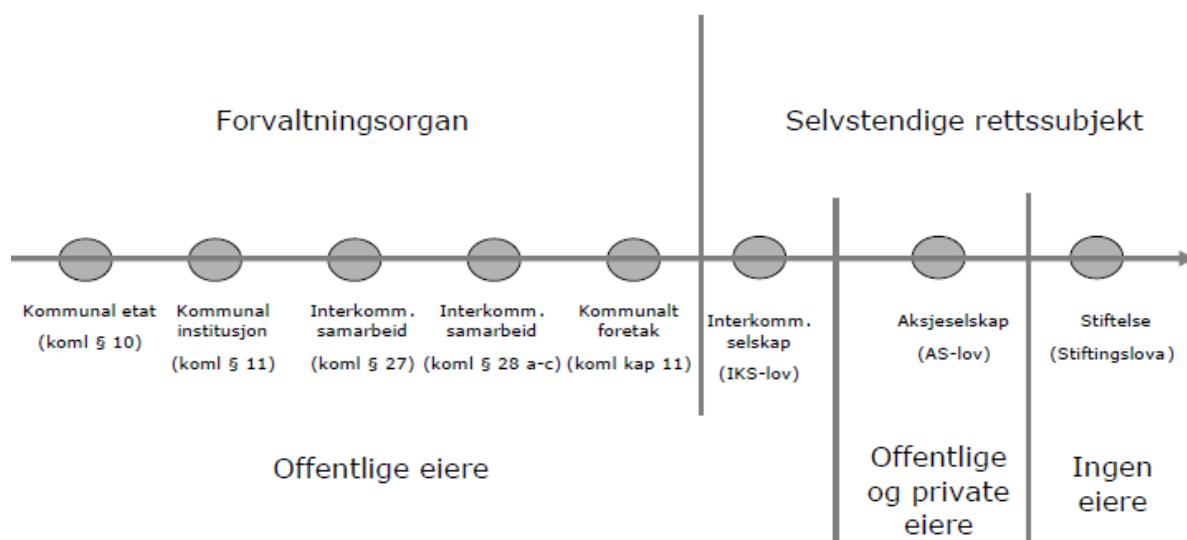 Forvaltningsorgan
Selvstendige rettssubjekt
Kommunal etat
(koml § 10)
Kommunal
institusjon
(koml § 11)
Interkomm.
samarbeid
(koml § 27)
Interkomm.
samarbeid
(koml § 28 a-c)
Kommunalt
foretak
(koml kap 11)
Interkomm.
selskap
(IKS-lov)
Aksjeselskap
(AS-lov)
Stiftelse
(Stiftingslova)
Offentlige eiere
Offentlige
og private
eiere
Ingen
eiere